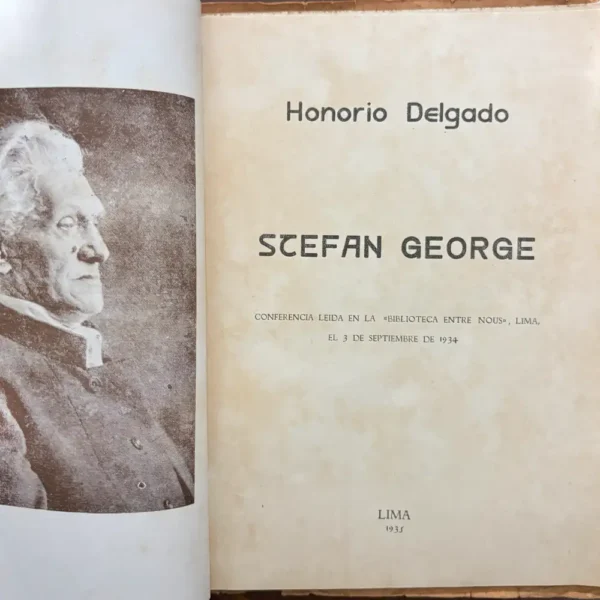 Honorio Delgado
STEFAN GEORGE
CONFERENCIA LEIDA EN LA «BIBLIOTECA ENTRE NOUS», LIMA,
EL 3 DE SEPTIEMBRE DE 1934
LIMA
1935